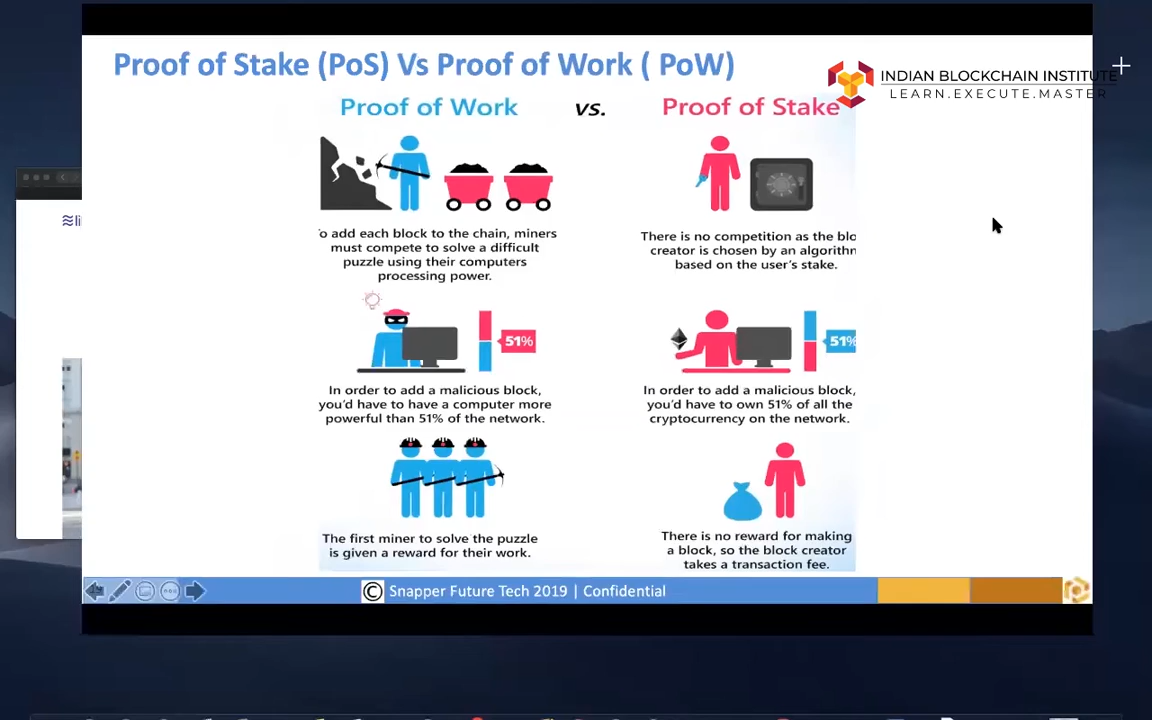 Proof of Stake (PoS) Vs Proof of Work ( PoW)
INDIAN BLOCKCHAIN INSTITUTE
LEARN.EXECUTE.MASTER
Proof of Work vs. Proof of Stake
o add each block to the chain, miners
must compete to solve a difficult
puzzle using their computers
processing power.
There is no competition as the blo
creator is chosen by an algorithm
based on the user's stake.
51%
51%
In order to add a malicious block,
you'd have to have a computer more
powerful than 51% of the network.
In order to add a malicious block,
you'd have to own 51% of all the
cryptocurrency on the network.
The first miner to solve the puzzle
is given a reward for their work.
There is no reward for making
a block, so the block creator
takes a transaction fee.
© Snapper Future Tech 2019 | Confidential